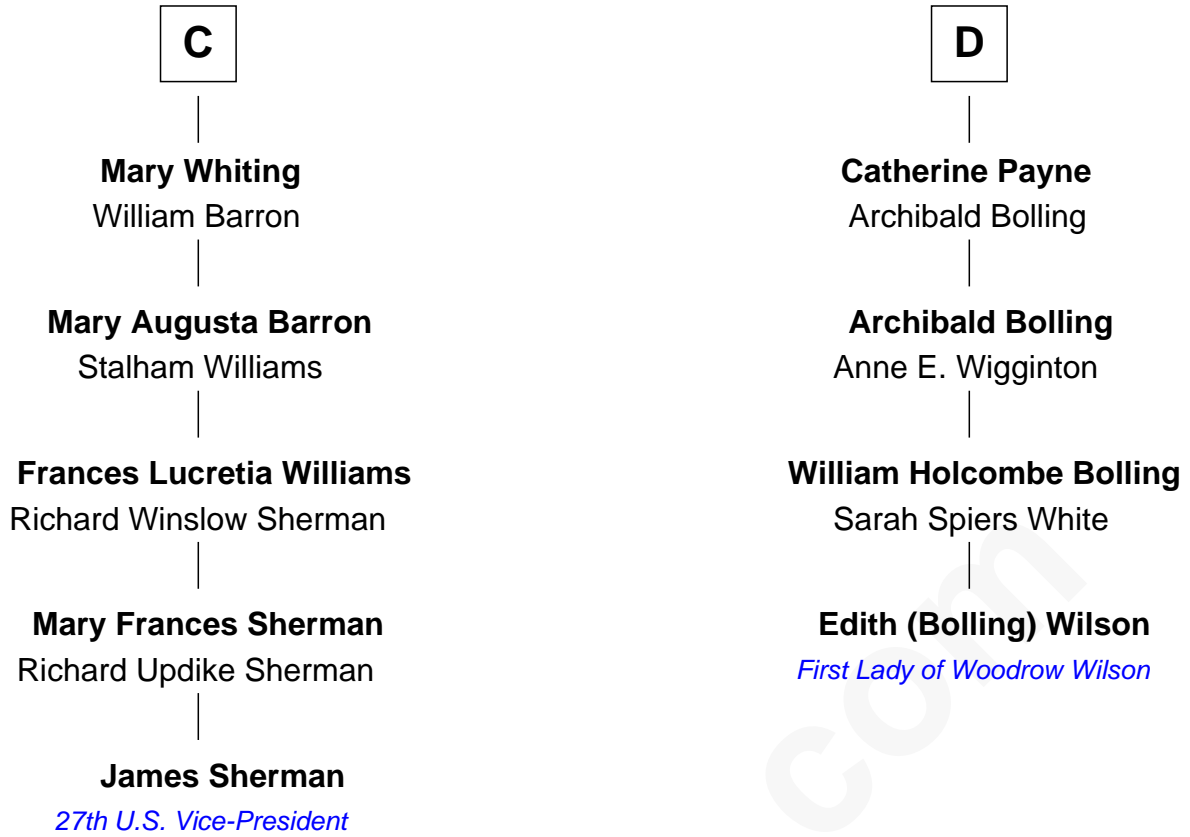 C
Mary Whiting
William Barron
Mary Augusta Barron
Stalham Williams
Frances Lucretia Williams
Richard Winslow Sherman
Mary Frances Sherman
Richard Updike Sherman
James Sherman
27th U.S. Vice-President
D
Catherine Payne
Archibald Bolling
Archibald Bolling
Anne E. Wigginton
William Holcombe Bolling
Sarah Spiers White
Edith (Bolling) Wilson
First Lady of Woodrow Wilson
com